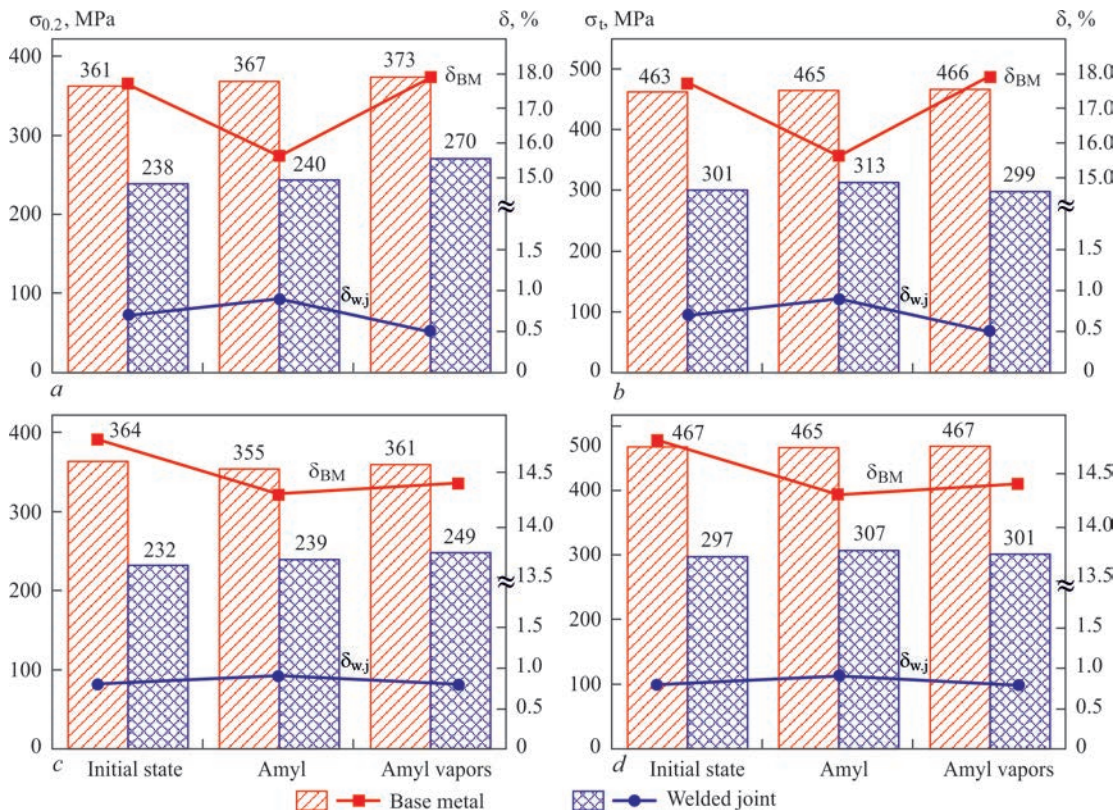 σ0.2, MPa δ, %
400
300
200
100
0
361 367 373
238 240 270
δBM
δw.j
18.0
17.0
16.0
15.0
≈
1.5
1.0
0.5
0
a
σt, MPa δ, %
500
400
300
200
100
0
463 465 466
301 313 299
δBM
δw.j
18.0
17.0
16.0
15.0
≈
1.5
1.0
0.5
0
b
400
300
200
100
0
364 355 361
232 239 249
δBM
δw.j
14.5
14.0
13.5
≈
1.5
1.0
0.5
0
c
Initial state Amyl Amyl vapors
500
400
300
200
100
0
467 465 467
297 307 301
δBM
δw.j
14.5
14.0
13.5
≈
1.5
1.0
0.5
0
d
Initial state Amyl Amyl vapors
Base metal Welded joint